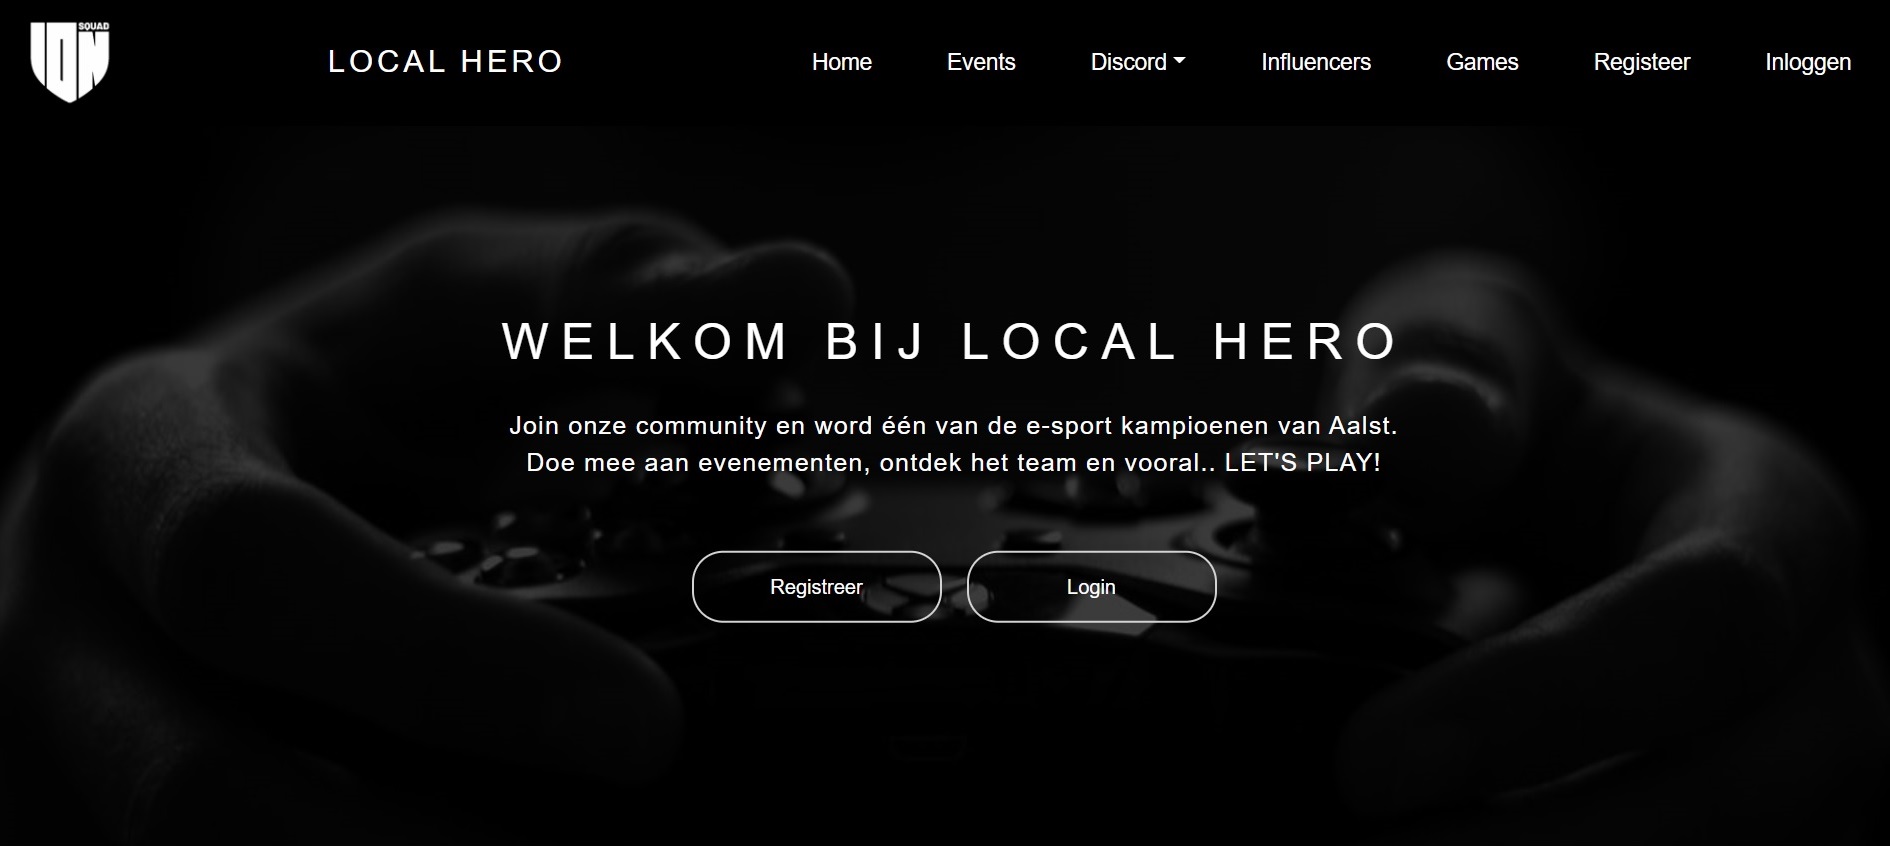 SQUAD
ION
LOCAL HERO
Home Events Discord Influencers Games Registeer Inloggen
WELKOM BIJ LOCAL HERO
Join onze community en word één van de e-sport kampioenen van Aalst.
Doe mee aan evenementen, ontdek het team en vooral.. LET'S PLAY!
Registreer Login